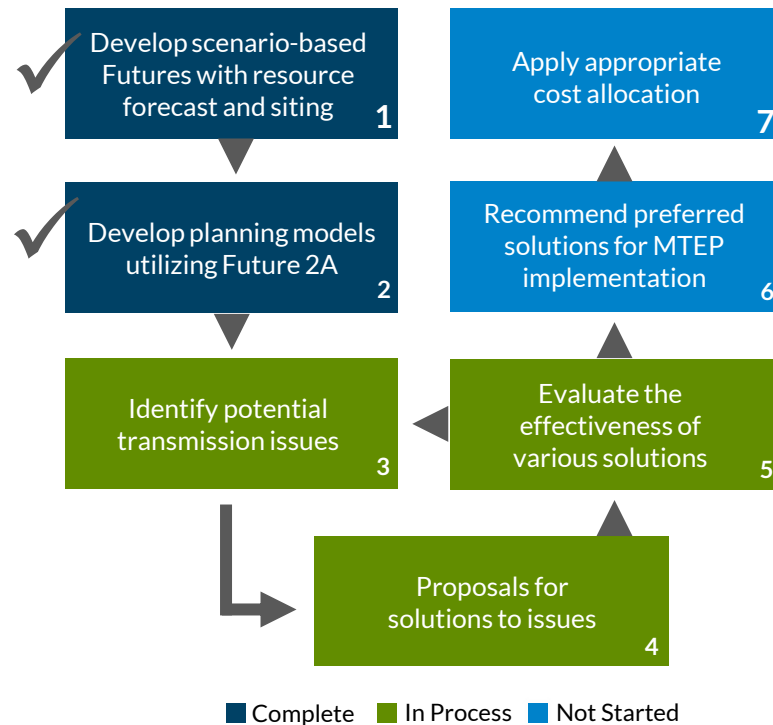 Develop scenario-based
Futures with resource
forecast and siting
1
Develop planning models
utilizing Future 2A
2
Identify potential
transmission issues
3
Proposals for
solutions to issues
4
Evaluate the
effectiveness of
various solutions
5
Recommend preferred
solutions for MTEP
implementation
6
Apply appropriate
cost allocation
7
Complete In Process Not Started